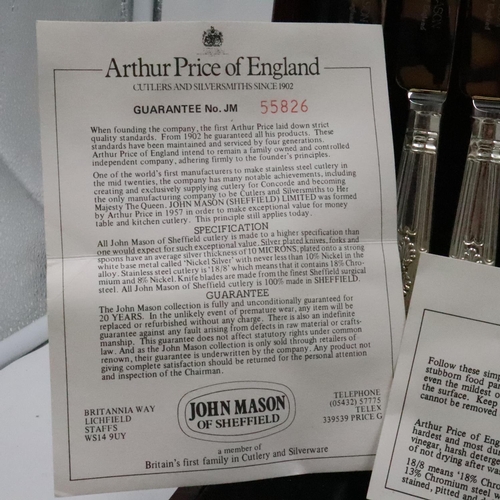 Arthur Price of England
CUTLERS AND SILVERSMITHS SINCE 1902
GUARANTEE No. JM 55826
When founding the company, the first Arthur Price laid down strict
quality standards. From 1902 he guaranteed all his products. These
standards have been maintained and serviced by four generations.
Arthur Price of England intend to remain a family owned and controlled
independent company, adhering firmly to the founder's principles.
One of the world's first manufacturers to make stainless steel cutlery in
the mid twenties, the company has many notable achievements, including
creating and exclusively supplying cutlery for Concorde and becoming
the only manufacturing company to be Cutlers and Silversmiths to Her
Majesty The Queen. JOHN MASON (SHEFFIELD) LIMITED was formed
by Arthur Price in 1957 in order to make exceptional value for money
table and kitchen cutlery. This principle still applies today.
SPECIFICATION
All John Mason of Sheffield cutlery is made to a higher specification than
one would expect for such exceptional value. Silver plated knives, forks and
spoons have an average silver thickness of 10 MICRONS, plated onto a strong
white base metal called 'Nickel Silver' with never less than 10% Nickel in the
alloy. Stainless steel cutlery is '18/8' which means that it contains 18% Chro-
mium and 8% Nickel. Knife blades are made from the finest Sheffield surgical
steel. All John Mason of Sheffield cutlery is 100% made in SHEFFIELD.
GUARANTEE
The John Mason collection is fully and unconditionally guaranteed for
20 YEARS. In the unlikely event of premature wear, any item will be
replaced or refurbished without any charge. There is also an indefinite
guarantee against any fault arising from defects in raw material or crafts-
manship. This guarantee does not affect statutory rights under common
law. And as the John Mason collection is only sold through retailers of
renown, their guarantee is underwritten by the company. Any product not
giving complete satisfaction should be returned for the personal attention
and inspection of the Chairman.
BRITANNIA WAY
LICHFIELD
STAFFS
WS14 9UY
JOHN MASON
OF SHEFFIELD
TELEPHONE
(05432) 57775
TELEX
339539 PRICE G
a member of
Britain's first family in Cutlery and Silverware
Follow these simp
stubborn food pa
even the mildest o
the surface. Keep
cannot be removed
Arthur Price of Eng
hardest and most du
vinegar, harsh deterge
of not drying after wa
18/8 means '18% Chro
13% Chromium steel w
stained, pitted and